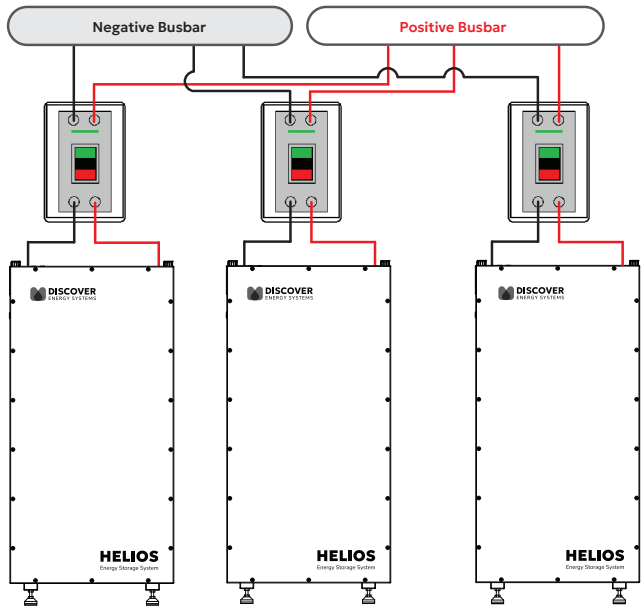 Negative Busbar
Positive Busbar
DISCOVER
ENERGY SYSTEMS
DISCOVER
ENERGY SYSTEMS
DISCOVER
ENERGY SYSTEMS
HELIOS
Energy Storage System
HELIOS
Energy Storage System
HELIOS
Energy Storage System